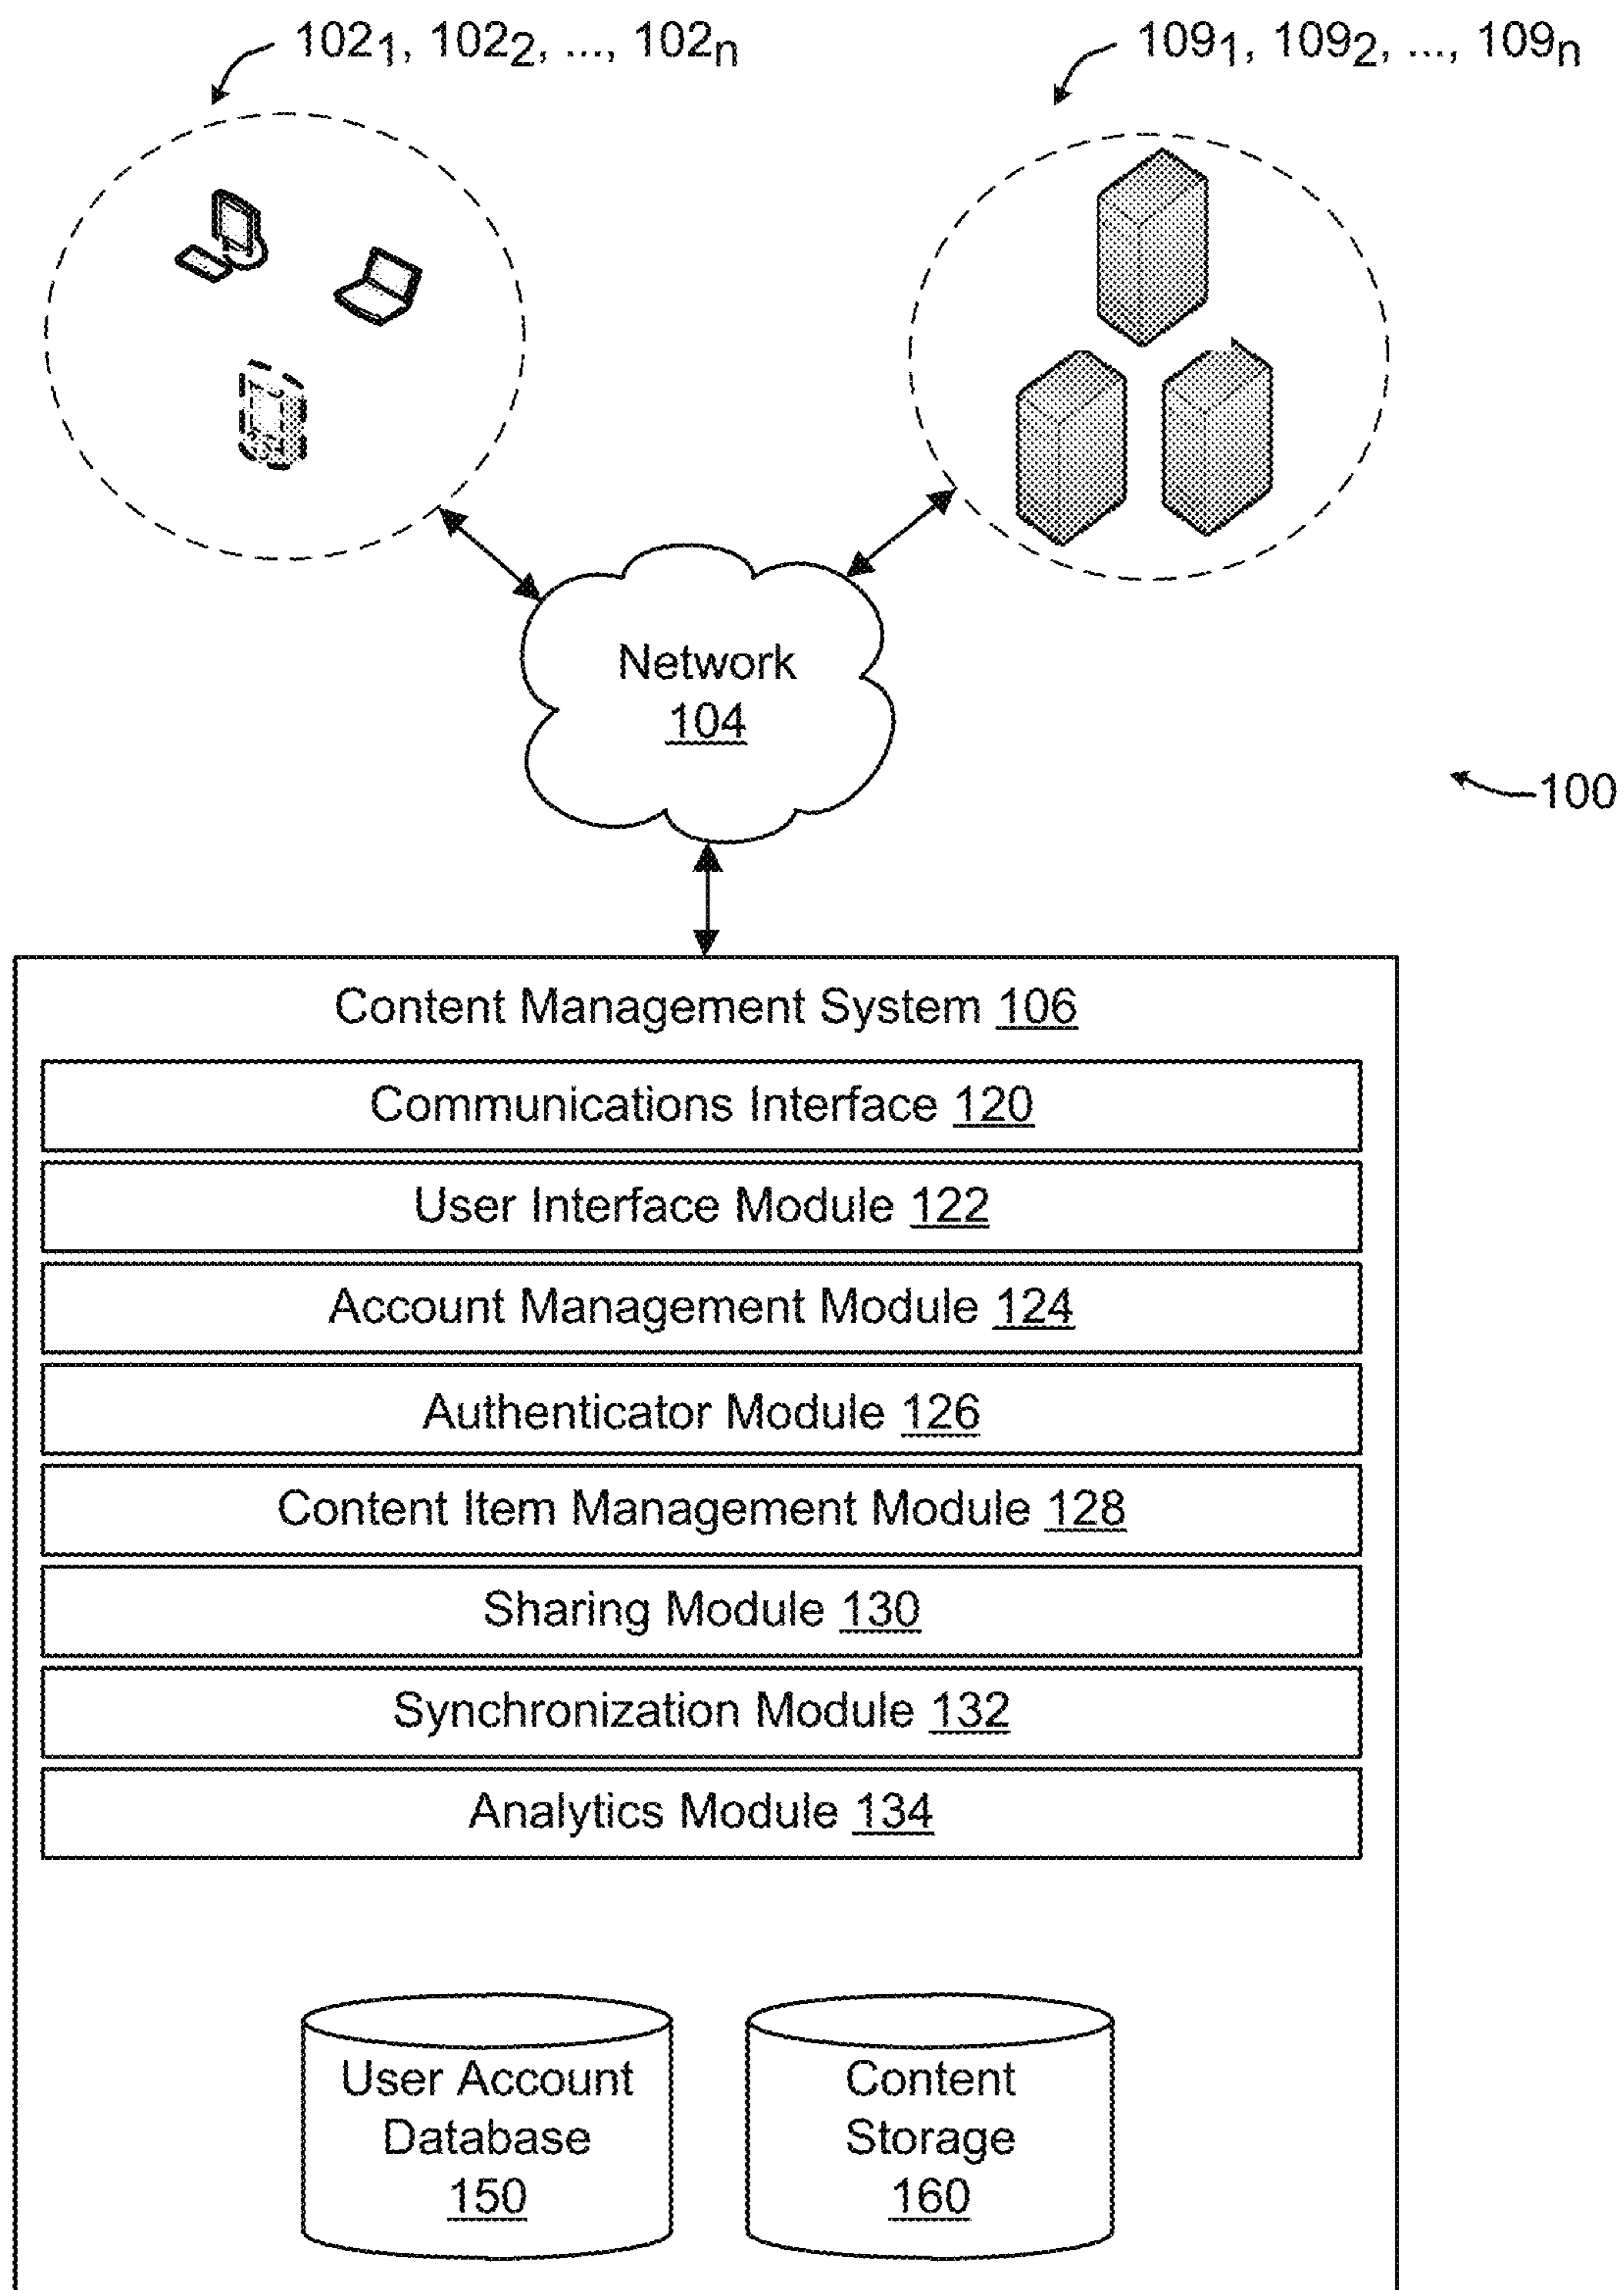 102₁, 102₂, ..., 102ₙ
109₁, 109₂, ..., 109ₙ
Network
104
100
Content Management System 106
Communications Interface 120
User Interface Module 122
Account Management Module 124
Authenticator Module 126
Content Item Management Module 128
Sharing Module 130
Synchronization Module 132
Analytics Module 134
User Account
Database
150
Content
Storage
160